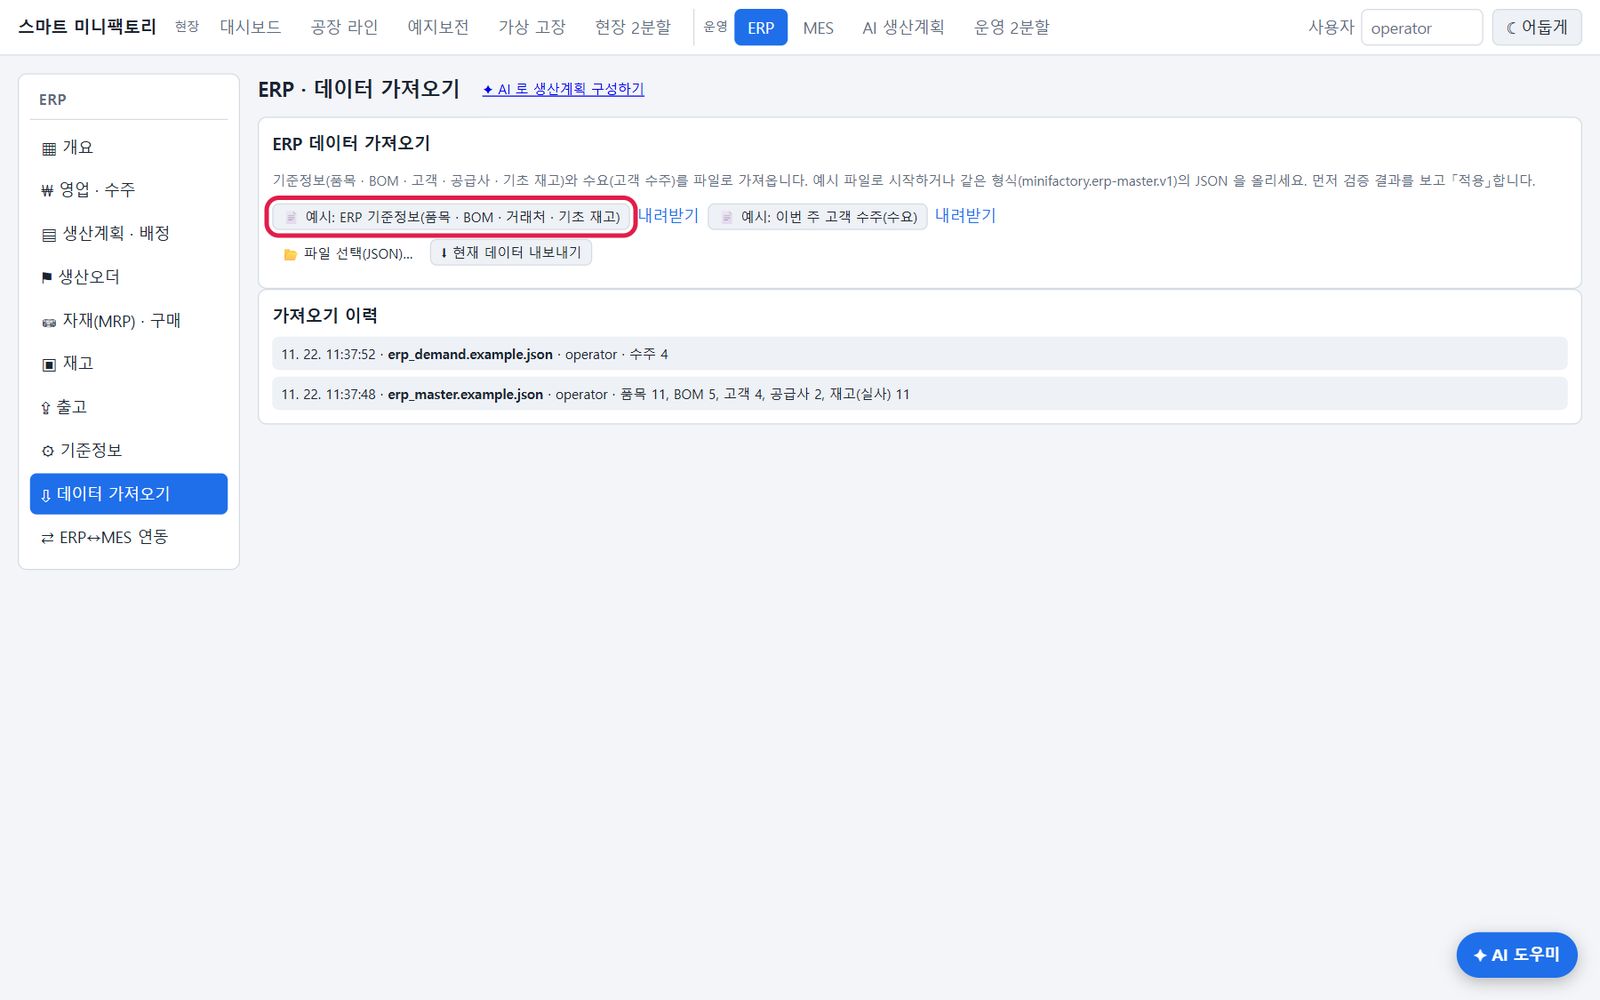 스마트 미니팩토리 현장 대시보드 공장 라인 예지보전 가상 고장 현장 2분할 운영 ERP MES AI 생산계획 운영 2분할 사용자 operator ☾ 어둡게
ERP
▦ 개요
₩ 영업 · 수주
▤ 생산계획 · 배정
⚑ 생산오더
자재(MRP) · 구매
▣ 재고
⇪ 출고
⚙ 기준정보
⇩ 데이터 가져오기
⇄ ERP↔MES 연동
ERP · 데이터 가져오기 ✦ AI 로 생산계획 구성하기
ERP 데이터 가져오기
기준정보(품목 · BOM · 고객 · 공급사 · 기초 재고)와 수요(고객 수주)를 파일로 가져옵니다. 예시 파일로 시작하거나 같은 형식(minifactory.erp-master.v1)의 JSON 을 올리세요. 먼저 검증 결과를 보고 「적용」합니다.
예시: ERP 기준정보(품목 · BOM · 거래처 · 기초 재고) 내려받기 예시: 이번 주 고객 수주(수요) 내려받기
파일 선택(JSON)... ⬇ 현재 데이터 내보내기
가져오기 이력
11. 22. 11:37:52 · erp_demand.example.json · operator · 수주 4
11. 22. 11:37:48 · erp_master.example.json · operator · 품목 11, BOM 5, 고객 4, 공급사 2, 재고(실사) 11
✦ AI 도우미